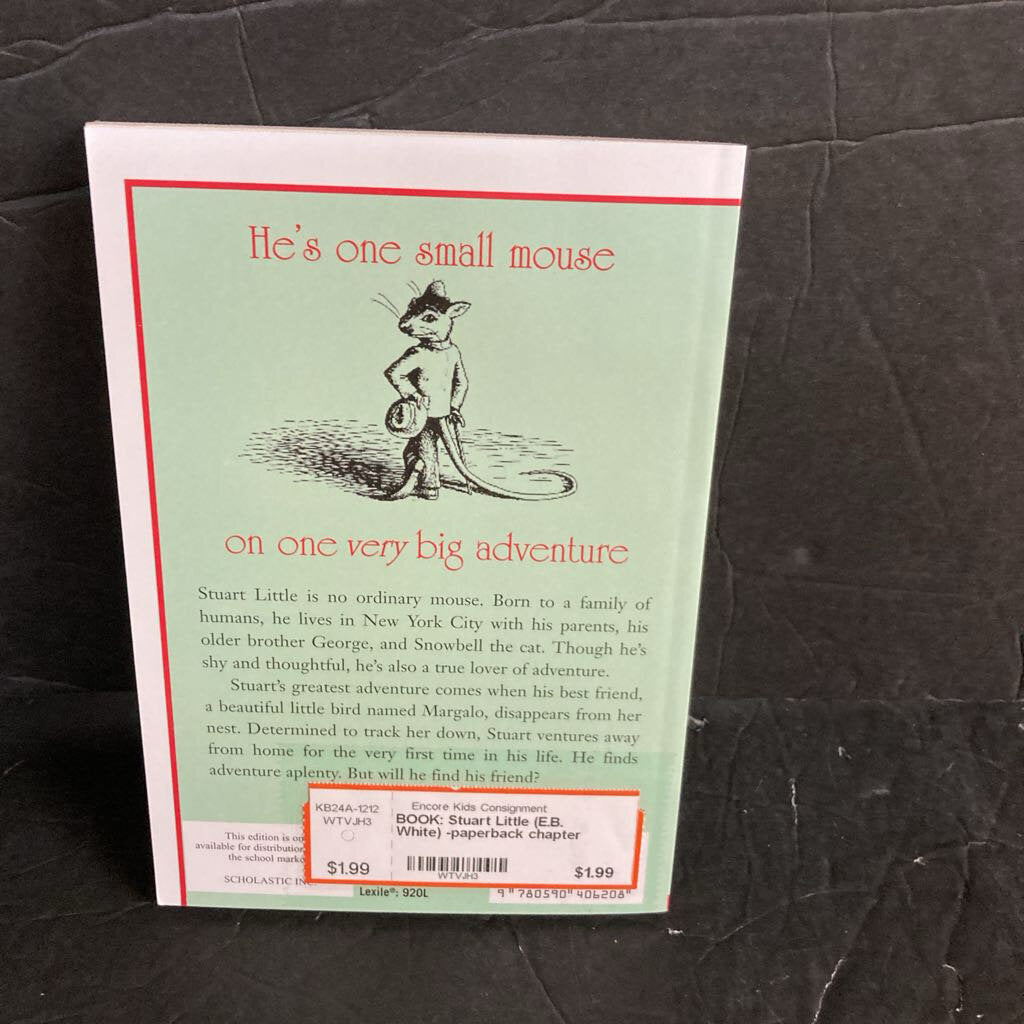 He's one small mouse
on one very big adventure
Stuart Little is no ordinary mouse. Born to a family of
humans, he lives in New York City with his parents, his
older brother George, and Snowbell the cat. Though he's
shy and thoughtful, he's also a true lover of adventure.
Stuart's greatest adventure comes when his best friend,
a beautiful little bird named Margalo, disappears from her
nest. Determined to track her down, Stuart ventures away
from home for the very first time in his life. He finds
adventure aplenty. But will he find his friend?
KB24A-1212
WTVJH3
$1.99
Encore Kids Consignment
BOOK: Stuart Little (E.B.
White) -paperback chapter
WTVJH3
$1.99
This edition is
available for distribution
the school
SCHOLASTIC
Lexile®: 920L
9 780590 406208